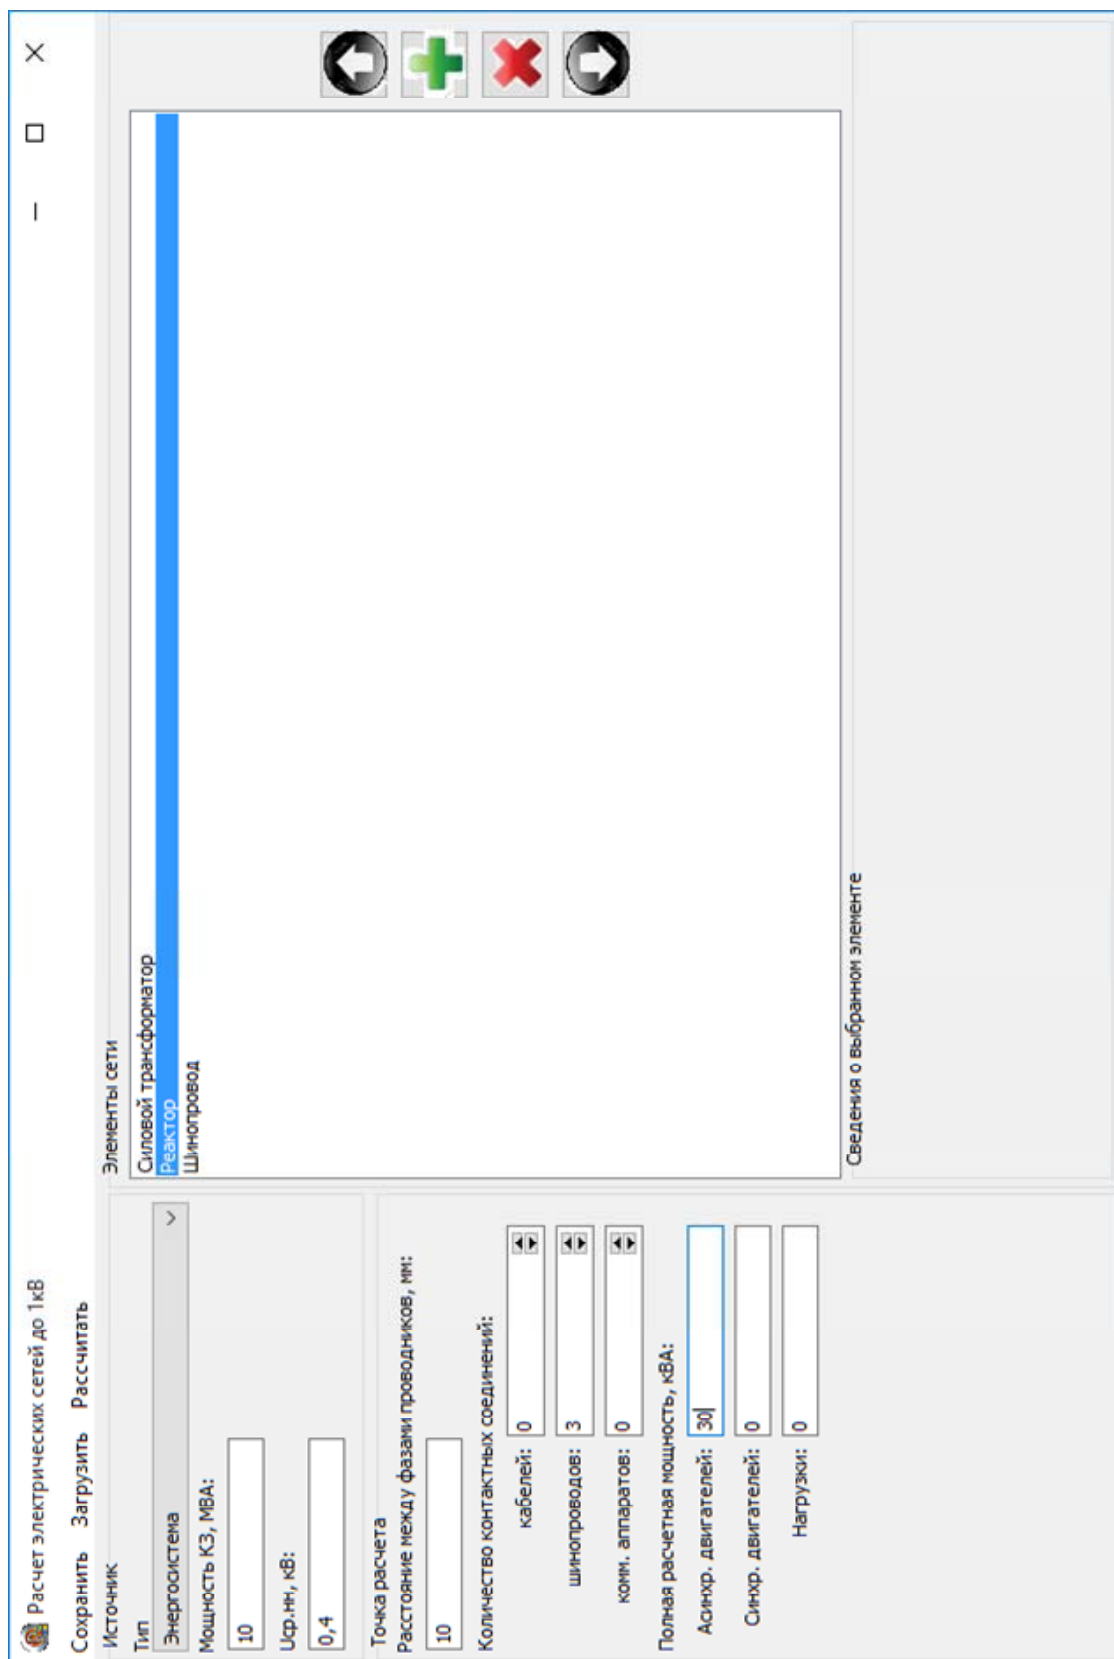 Расчет электрических сетей до 1кВ
Сохранить Загрузить Рассчитать
Источник
Тип
Энергосистема
Мощность КЗ, МВА:
10
Uср.нн, кВ:
0,4
Точка расчета
Расстояние между фазами проводников, мм:
10
Количество контактных соединений:
кабелей: 0
шинопроводов: 3
комм. аппаратов: 0
Полная расчетная мощность, кВА:
Асинхр. двигателей: 30
Синхр. двигателей: 0
Нагрузки: 0
Элементы сети
Силовой трансформатор
Реактор
Шинопровод
Сведения о выбранном элементе